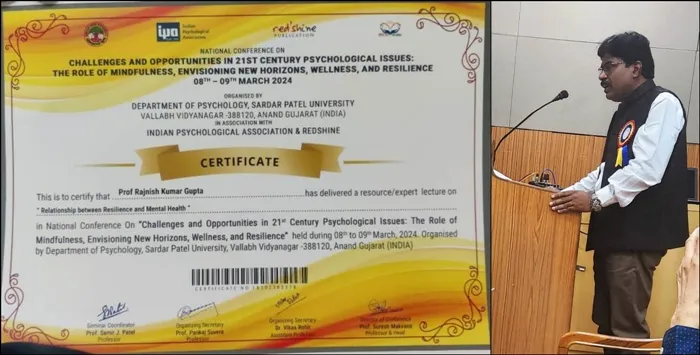 ipa Indian Psychological Association
red'shine PUBLICATION
NATIONAL CONFERENCE ON
CHALLENGES AND OPPORTUNITIES IN 21ST CENTURY PSYCHOLOGICAL ISSUES:
THE ROLE OF MINDFULNESS, ENVISIONING NEW HORIZONS, WELLNESS, AND RESILIENCE
08TH – 09TH MARCH 2024
ORGANISED BY
DEPARTMENT OF PSYCHOLOGY, SARDAR PATEL UNIVERSITY
VALLABH VIDYANAGAR -388120, ANAND GUJARAT (INDIA)
IN ASSOCIATION WITH
INDIAN PSYCHOLOGICAL ASSOCIATION & REDSHINE
CERTIFICATE
This is to certify that Prof Rajnish Kumar Gupta has delivered a resource/expert lecture on
" Relationship between Resilience and Mental Health "
in National Conference On "Challenges and Opportunities in 21st Century Psychological Issues: The Role of
Mindfulness, Envisioning New Horizons, Wellness, and Resilience" held during 08th to 09th March, 2024. Organised
by Department of Psychology, Sardar Patel University, Vallabh Vidyanagar -388120, Anand Gujarat (INDIA)
CERTIFICATE NO
Seminar Coordinator
Prof. Samir J. Patel
Professor
Organizing Secretary
Prof. Pankaj Suvera
Professor
Organizing Secretary
Dr. Vikas Rohit
Assistant Professor
Director of Conference
Prof. Suresh Makvana
Professor & Head